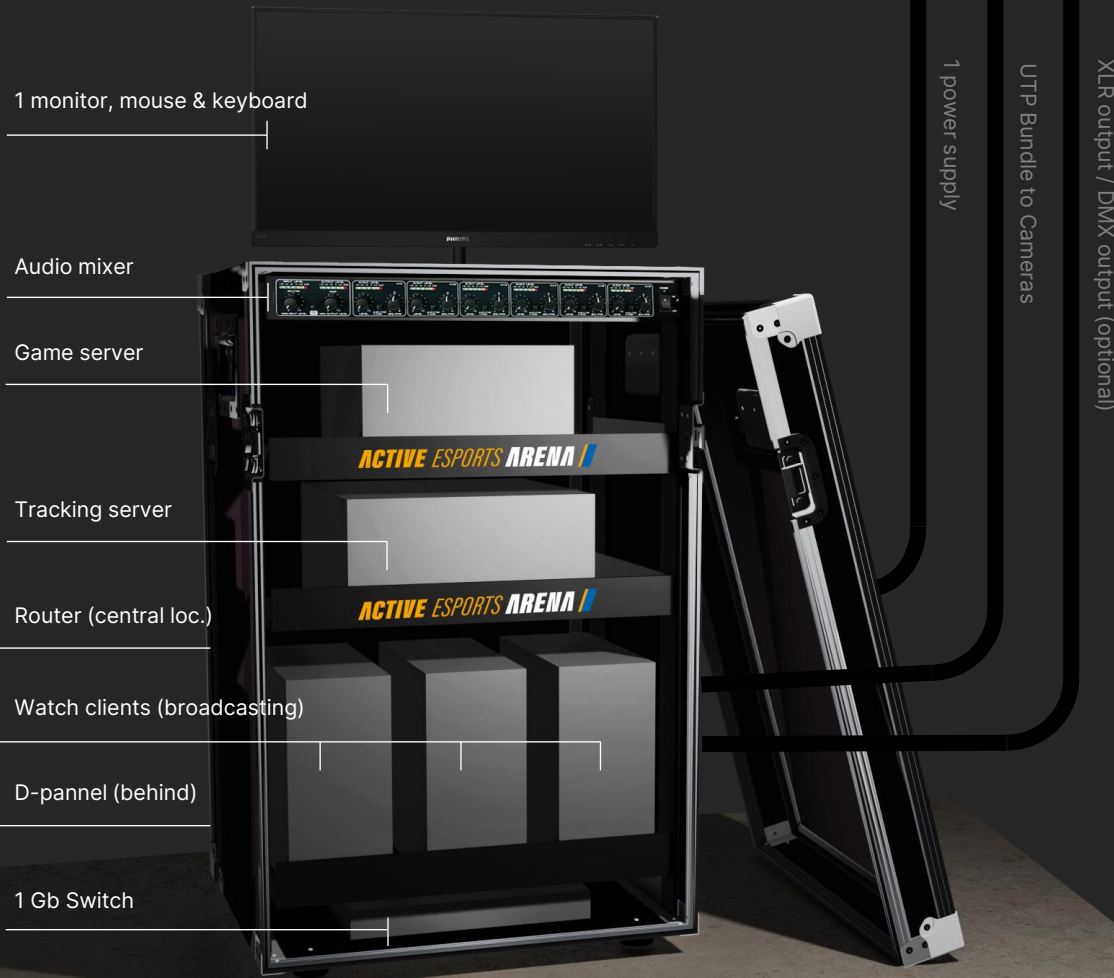 1 monitor, mouse & keyboard
PHILIPS
Audio mixer
Game server
ACTIVE ESPORTS ARENA
Tracking server
ACTIVE ESPORTS ARENA
Router (central loc.)
Watch clients (broadcasting)
D-pannel (behind)
1 Gb Switch
1 power supply
UTP Bundle to Cameras
XLR output / DMX output (optional)